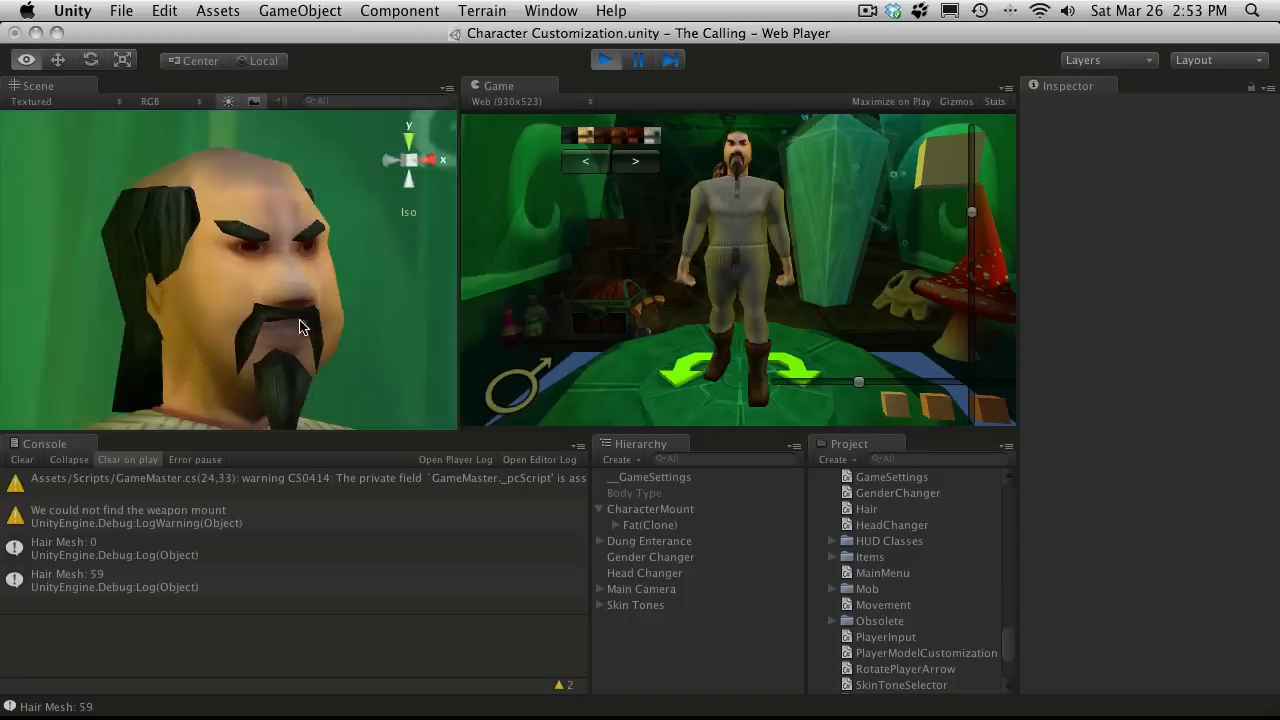 Unity File Edit Assets GameObject Component Terrain Window Help Sat Mar 26 2:53 PM
Character Customization.unity – The Calling – Web Player
Center Local Layers Layout
Scene Game Inspector
Textured RGB All Web (930x523) Maximize on Play Gizmos Stats
y
x
Iso
< >
Console Hierarchy Project
Clear Collapse Clear on play Error pause Open Player Log Open Editor Log Create All Create All
Assets/Scripts/GameMaster.cs(24,33): warning CS0414: The private field `GameMaster._pcScript' is ass
We could not find the weapon mount
UnityEngine.Debug:LogWarning(Object)
Hair Mesh: 0
UnityEngine.Debug:Log(Object)
Hair Mesh: 59
UnityEngine.Debug:Log(Object)
2
__GameSettings
Body Type
CharacterMount
Fat(Clone)
Dung Enterance
Gender Changer
Head Changer
Main Camera
Skin Tones
GameSettings
GenderChanger
Hair
HeadChanger
HUD Classes
Items
MainMenu
Mob
Movement
Obsolete
PlayerInput
PlayerModelCustomization
RotatePlayerArrow
SkinToneSelector
Hair Mesh: 59